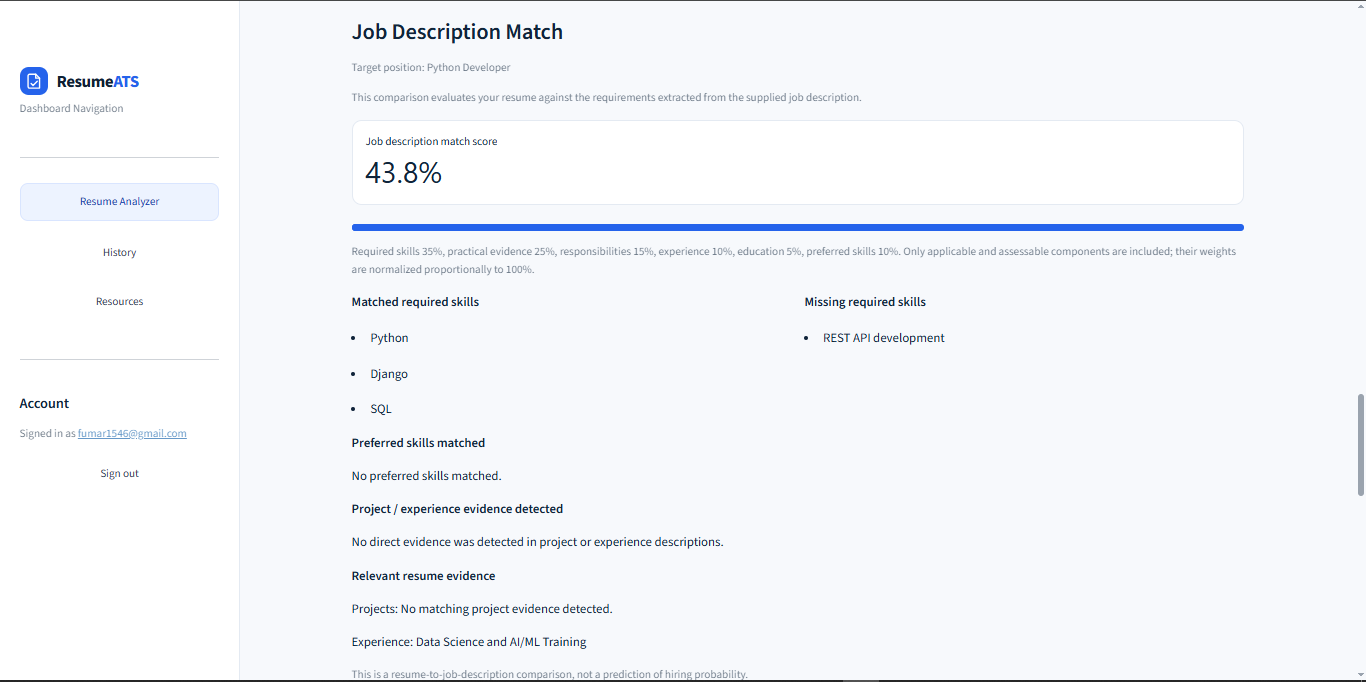 ResumeATS
Dashboard Navigation
Resume Analyzer
History
Resources
Account
Signed in as fumar1546@gmail.com
Sign out
Job Description Match
Target position: Python Developer
This comparison evaluates your resume against the requirements extracted from the supplied job description.
Job description match score
43.8%
Required skills 35%, practical evidence 25%, responsibilities 15%, experience 10%, education 5%, preferred skills 10%. Only applicable and assessable components are included; their weights
are normalized proportionally to 100%.
Matched required skills
• Python
• Django
• SQL
Missing required skills
• REST API development
Preferred skills matched
No preferred skills matched.
Project / experience evidence detected
No direct evidence was detected in project or experience descriptions.
Relevant resume evidence
Projects: No matching project evidence detected.
Experience: Data Science and AI/ML Training
This is a resume-to-job-description comparison, not a prediction of hiring probability.